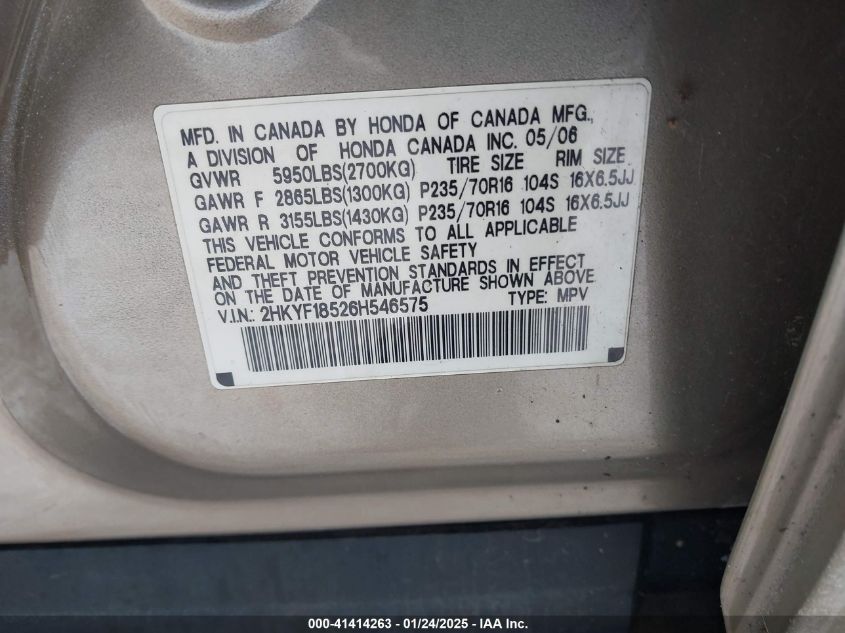 MFD. IN CANADA BY HONDA OF CANADA MFG.,
A DIVISION OF HONDA CANADA INC. 05/06
GVWR 5950LBS(2700KG) TIRE SIZE RIM SIZE
GAWR F 2865LBS(1300KG) P235/70R16 104S 16X6.5JJ
GAWR R 3155LBS(1430KG) P235/70R16 104S 16X6.5JJ
THIS VEHICLE CONFORMS TO ALL APPLICABLE
FEDERAL MOTOR VEHICLE SAFETY
AND THEFT PREVENTION STANDARDS IN EFFECT
ON THE DATE OF MANUFACTURE SHOWN ABOVE
V.I.N.: 2HKYF18526H546575 TYPE: MPV
000-41414263 - 01/24/2025 - IAA Inc.